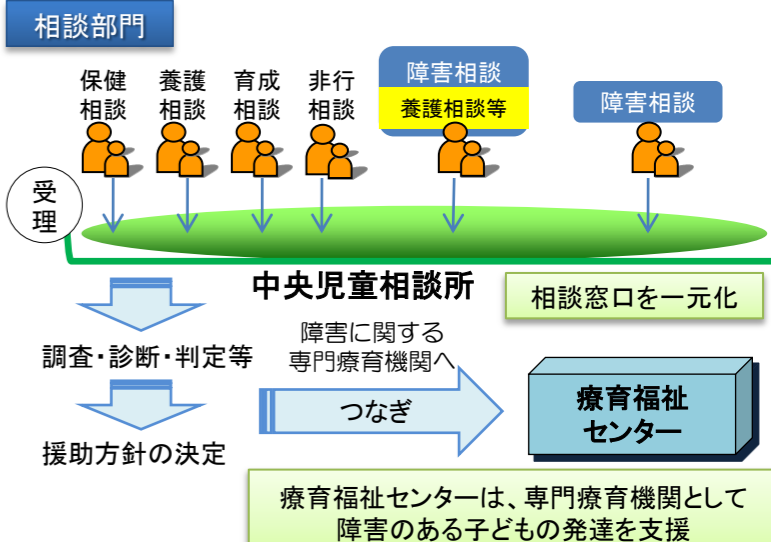 相談部門
保健
相談
養護
相談
育成
相談
非行
相談
障害相談
養護相談等
障害相談
受
理
中央児童相談所
相談窓口を一元化
調査・診断・判定等
障害に関する
専門療育機関へ
つなぎ
療育福祉
センター
援助方針の決定
療育福祉センターは、専門療育機関として
障害のある子どもの発達を支援